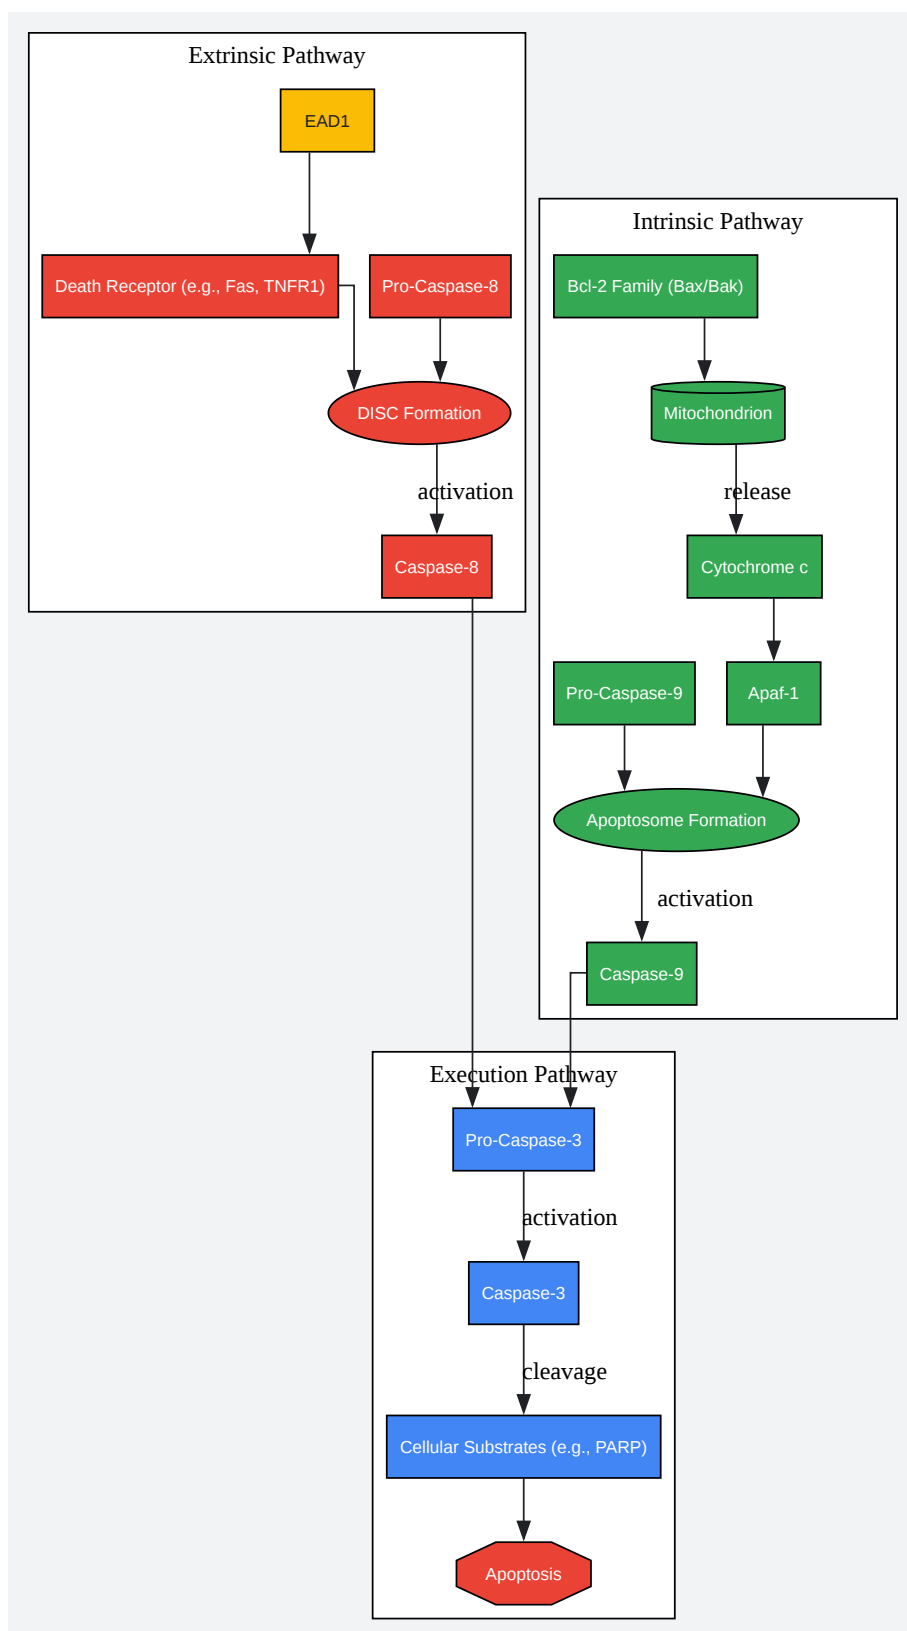 Extrinsic Pathway
EAD1
Death Receptor (e.g., Fas, TNFR1)
Pro-Caspase-8
DISC Formation
activation
Caspase-8
Intrinsic Pathway
Bcl-2 Family (Bax/Bak)
Mitochondrion
release
Cytochrome c
Pro-Caspase-9
Apaf-1
Apoptosome Formation
activation
Caspase-9
Execution Pathway
Pro-Caspase-3
activation
Caspase-3
cleavage
Cellular Substrates (e.g., PARP)
Apoptosis